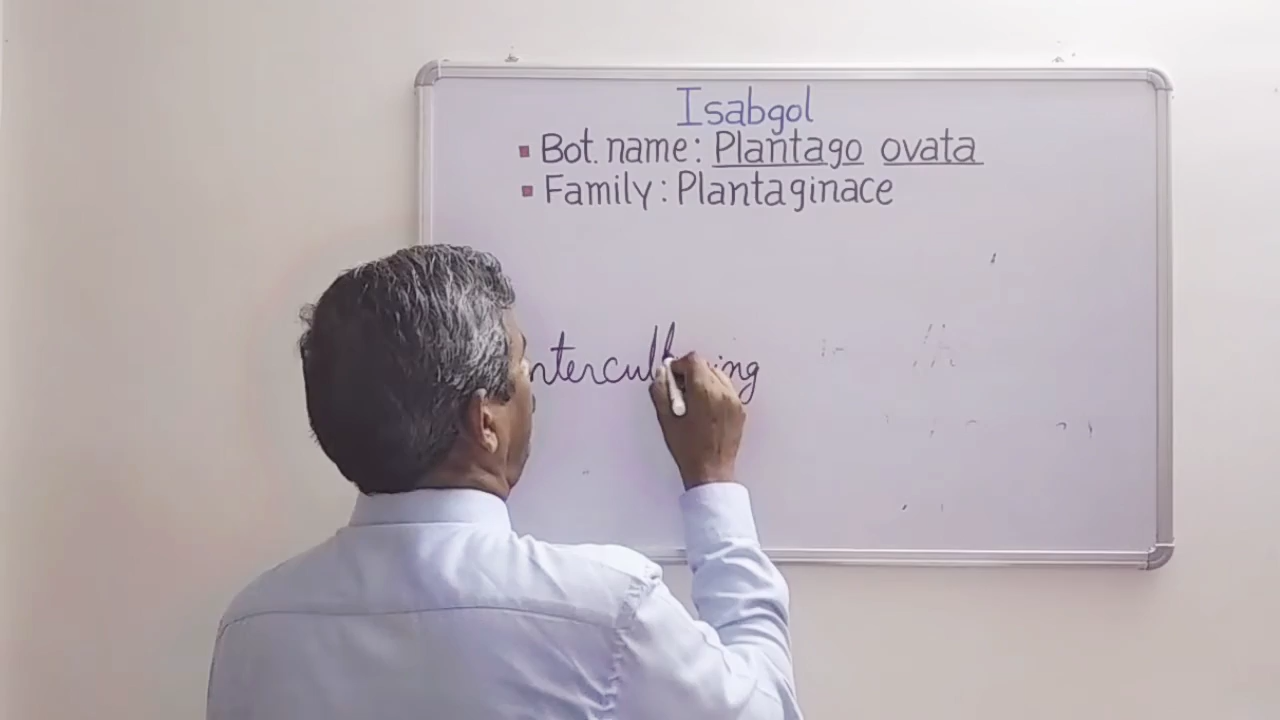 Isabgol
▪ Bot. name: Plantago ovata
▪ Family: Plantaginace